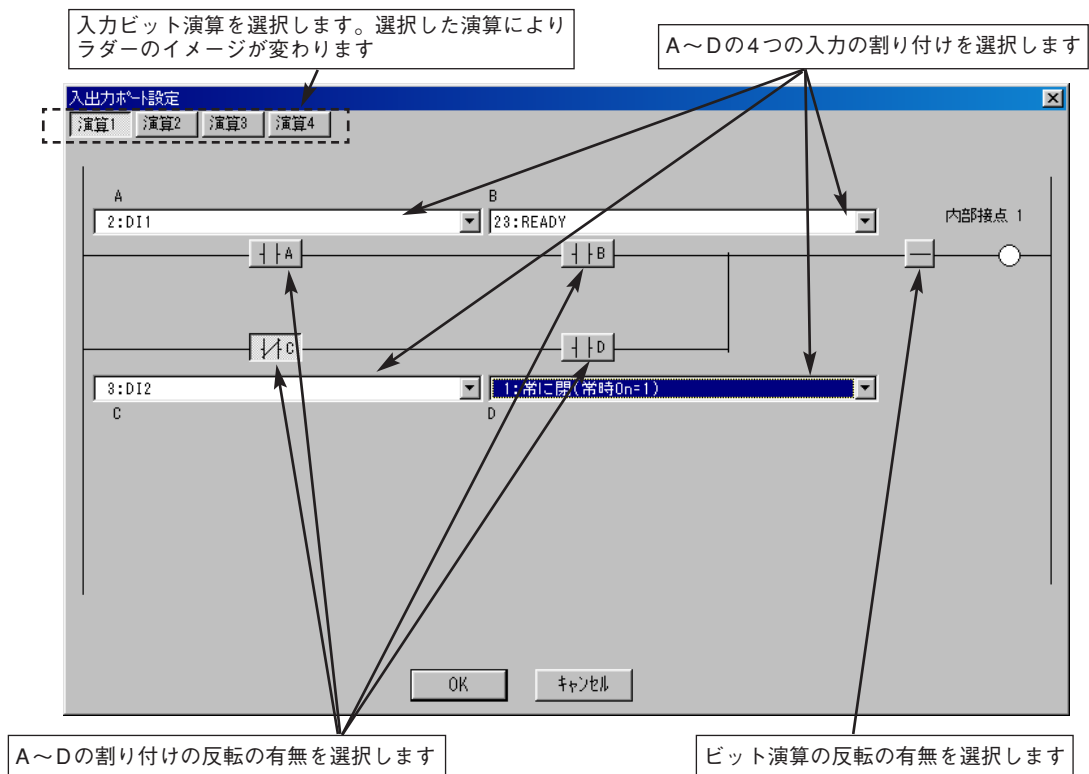 入力ビット演算を選択します。選択した演算により
ラダーのイメージが変わります
A～Dの4つの入力の割り付けを選択します
入出力ﾎﾟｰﾄ設定
演算1 演算2 演算3 演算4
A B
2:DI1 23:READY 内部接点 1
A B
C D
3:DI2 1:常に閉(常時On=1)
C D
OK ｷｬﾝｾﾙ
A～Dの割り付けの反転の有無を選択します ビット演算の反転の有無を選択します